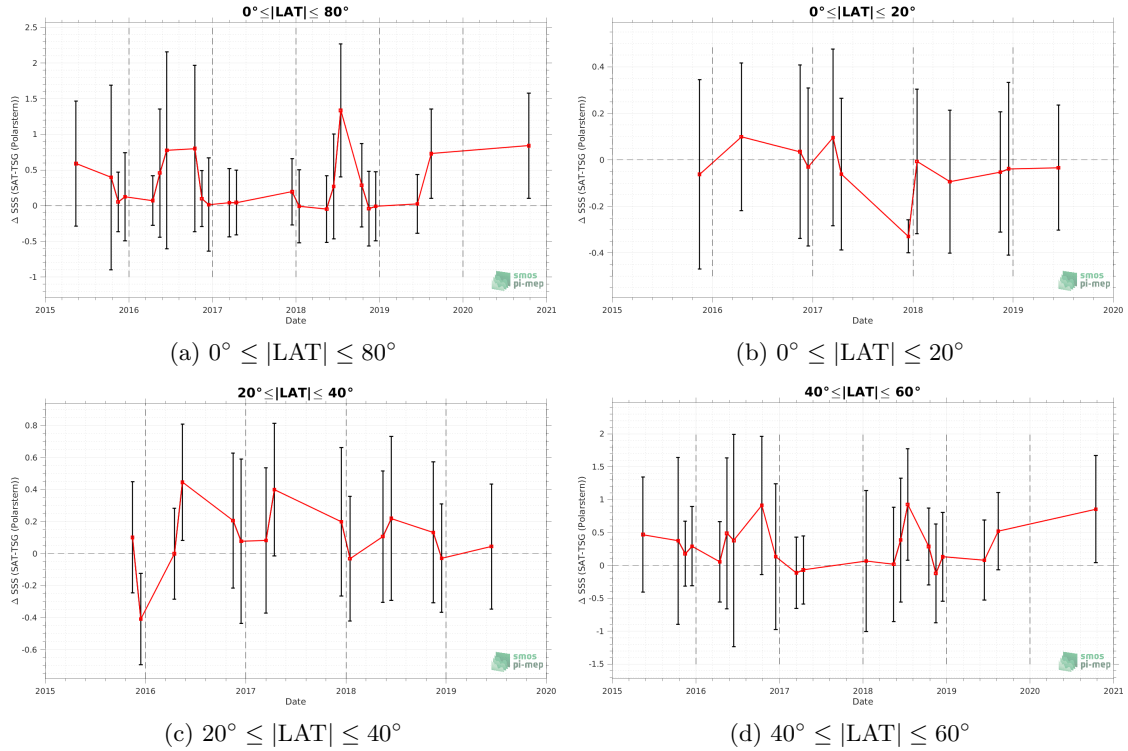 0°≤|LAT|≤ 80°
2.5
2
1.5
1
0.5
0
-0.5
-1
Δ SSS (SAT-TSG (Polarstern))
2015 2016 2017 2018 2019 2020 2021
Date
smos
pi-mep
(a) 0° ≤ |LAT| ≤ 80°
0°≤|LAT|≤ 20°
0.4
0.2
0
-0.2
-0.4
Δ SSS (SAT-TSG (Polarstern))
2015 2016 2017 2018 2019 2020
Date
smos
pi-mep
(b) 0° ≤ |LAT| ≤ 20°
20°≤|LAT|≤ 40°
0.8
0.6
0.4
0.2
0
-0.2
-0.4
-0.6
Δ SSS (SAT-TSG (Polarstern))
2015 2016 2017 2018 2019 2020
Date
smos
pi-mep
(c) 20° ≤ |LAT| ≤ 40°
40°≤|LAT|≤ 60°
2
1.5
1
0.5
0
-0.5
-1
-1.5
Δ SSS (SAT-TSG (Polarstern))
2015 2016 2017 2018 2019 2020 2021
Date
smos
pi-mep
(d) 40° ≤ |LAT| ≤ 60°